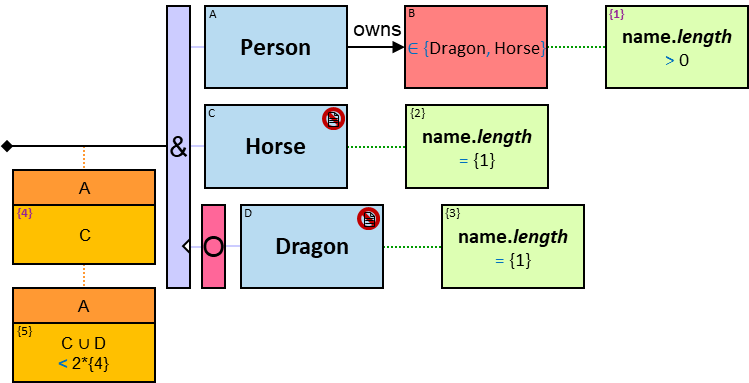 A
Person
owns
B
∈ {Dragon, Horse}
{1}
name.length
> 0
&
C
Horse
{2}
name.length
= {1}
A
{4}
C
O
D
Dragon
{3}
name.length
= {1}
A
{5}
C ∪ D
< 2*{4}